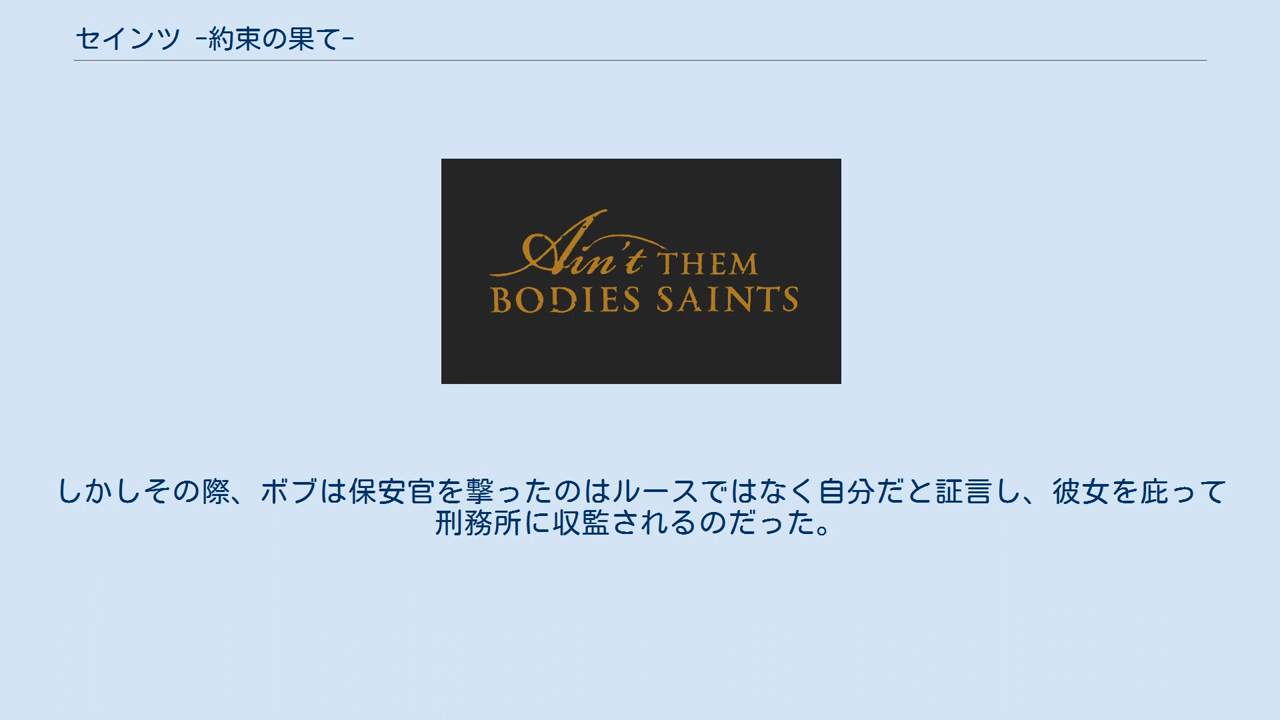 セインツ -約束の果て-
Ain't THEM
BODIES SAINTS
しかしその際、ボブは保安官を撃ったのはルースではなく自分だと証言し、彼女を庇って
刑務所に収監されるのだった。